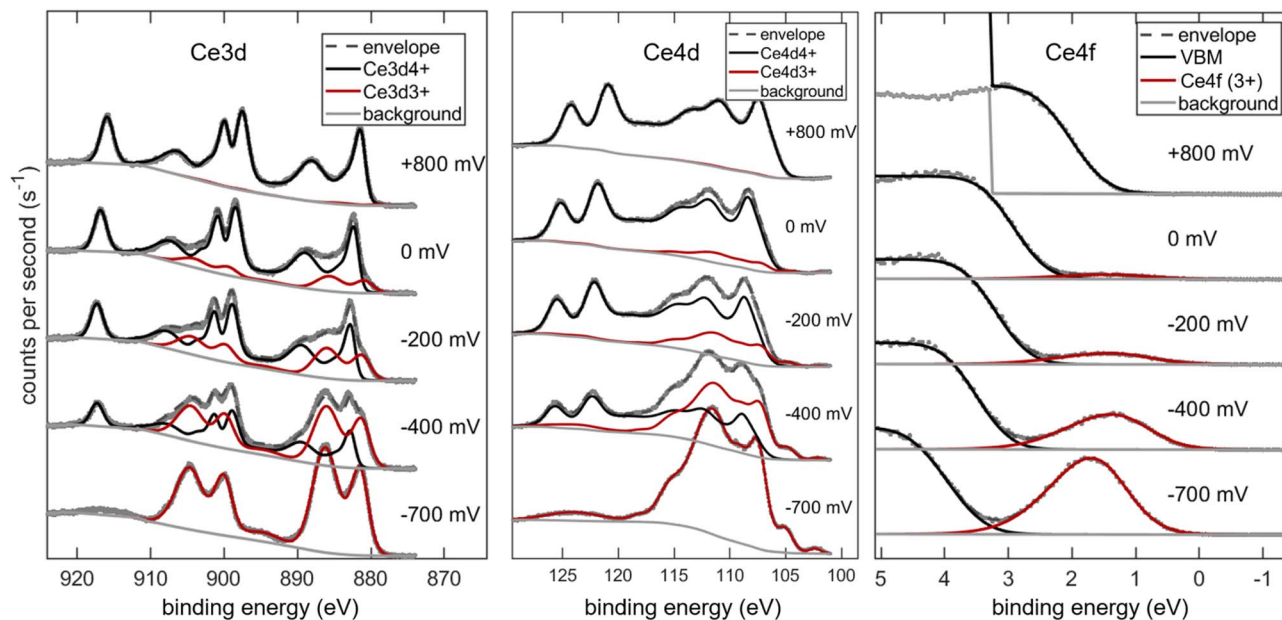 counts per second (s⁻¹)
Ce3d
envelope
Ce3d4+
Ce3d3+
background
+800 mV
0 mV
-200 mV
-400 mV
-700 mV
920 910 900 890 880 870
binding energy (eV)
Ce4d
envelope
Ce4d4+
Ce4d3+
background
+800 mV
0 mV
-200 mV
-400 mV
-700 mV
125 120 115 110 105 100
binding energy (eV)
Ce4f
envelope
VBM
Ce4f (3+)
background
+800 mV
0 mV
-200 mV
-400 mV
-700 mV
5 4 3 2 1 0 -1
binding energy (eV)